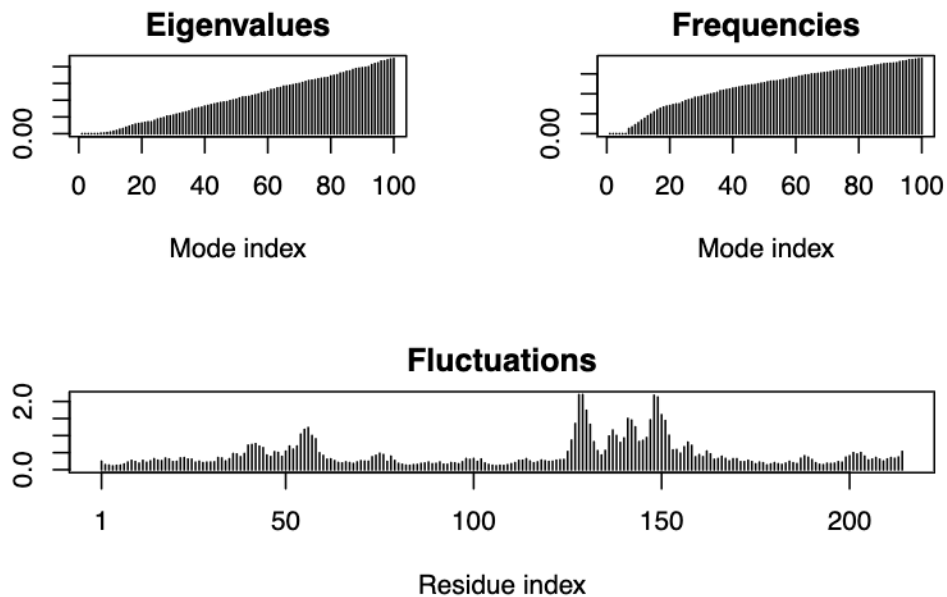 Eigenvalues
Frequencies
0.00
0 20 40 60 80 100
Mode index
0.00
0 20 40 60 80 100
Mode index
Fluctuations
0.0 2.0
1 50 100 150 200
Residue index